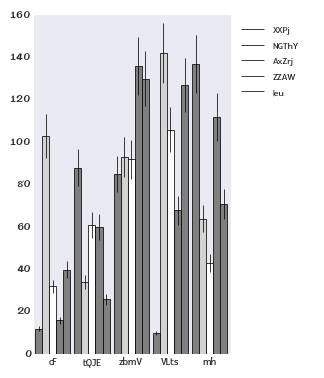 160
140
120
100
80
60
40
20
0
cF tQJE zbmV VLts mh
XXPj
NGThY
AxZrj
ZZAW
leu